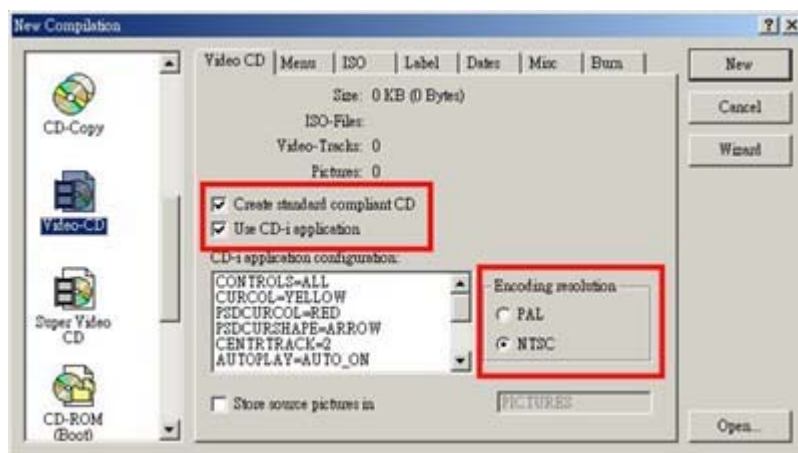 New Compilation
CD-Copy
Video-CD
Super Video
CD
CD-ROM
(Boot)
Video CD Menu ISO Label Dates Misc Burn
Size: 0 KB (0 Bytes)
ISO-Files:
Video-Tracks: 0
Pictures: 0
Create standard compliant CD
Use CD-i application
CD-i application configuration:
CONTROLS=ALL
CURCOL=YELLOW
PSDCURCOL=RED
PSDCURSHAPE=ARROW
CENTRTRACK=2
AUTOPLAY=AUTO_ON
Encoding resolution
PAL
NTSC
Store source pictures in
PICTURES
New
Cancel
Wizard
Open...